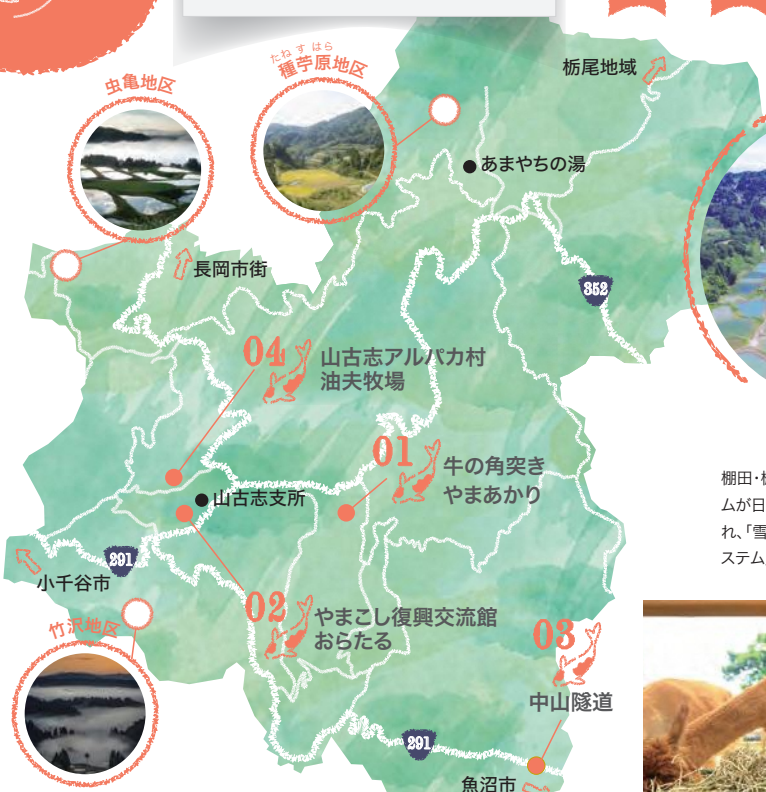 たねすはら
種苧原地区
虫亀地区
栃尾地域
あまやちの湯
長岡市街
352
04
山古志アルパカ村
油夫牧場
01
牛の角突き
やまあかり
山古志支所
291
小千谷市
02
やまこし復興交流館
おらたる
竹沢地区
03
中山隧道
291
魚沼市
棚田・
ムが日
れ、「雪
ステム